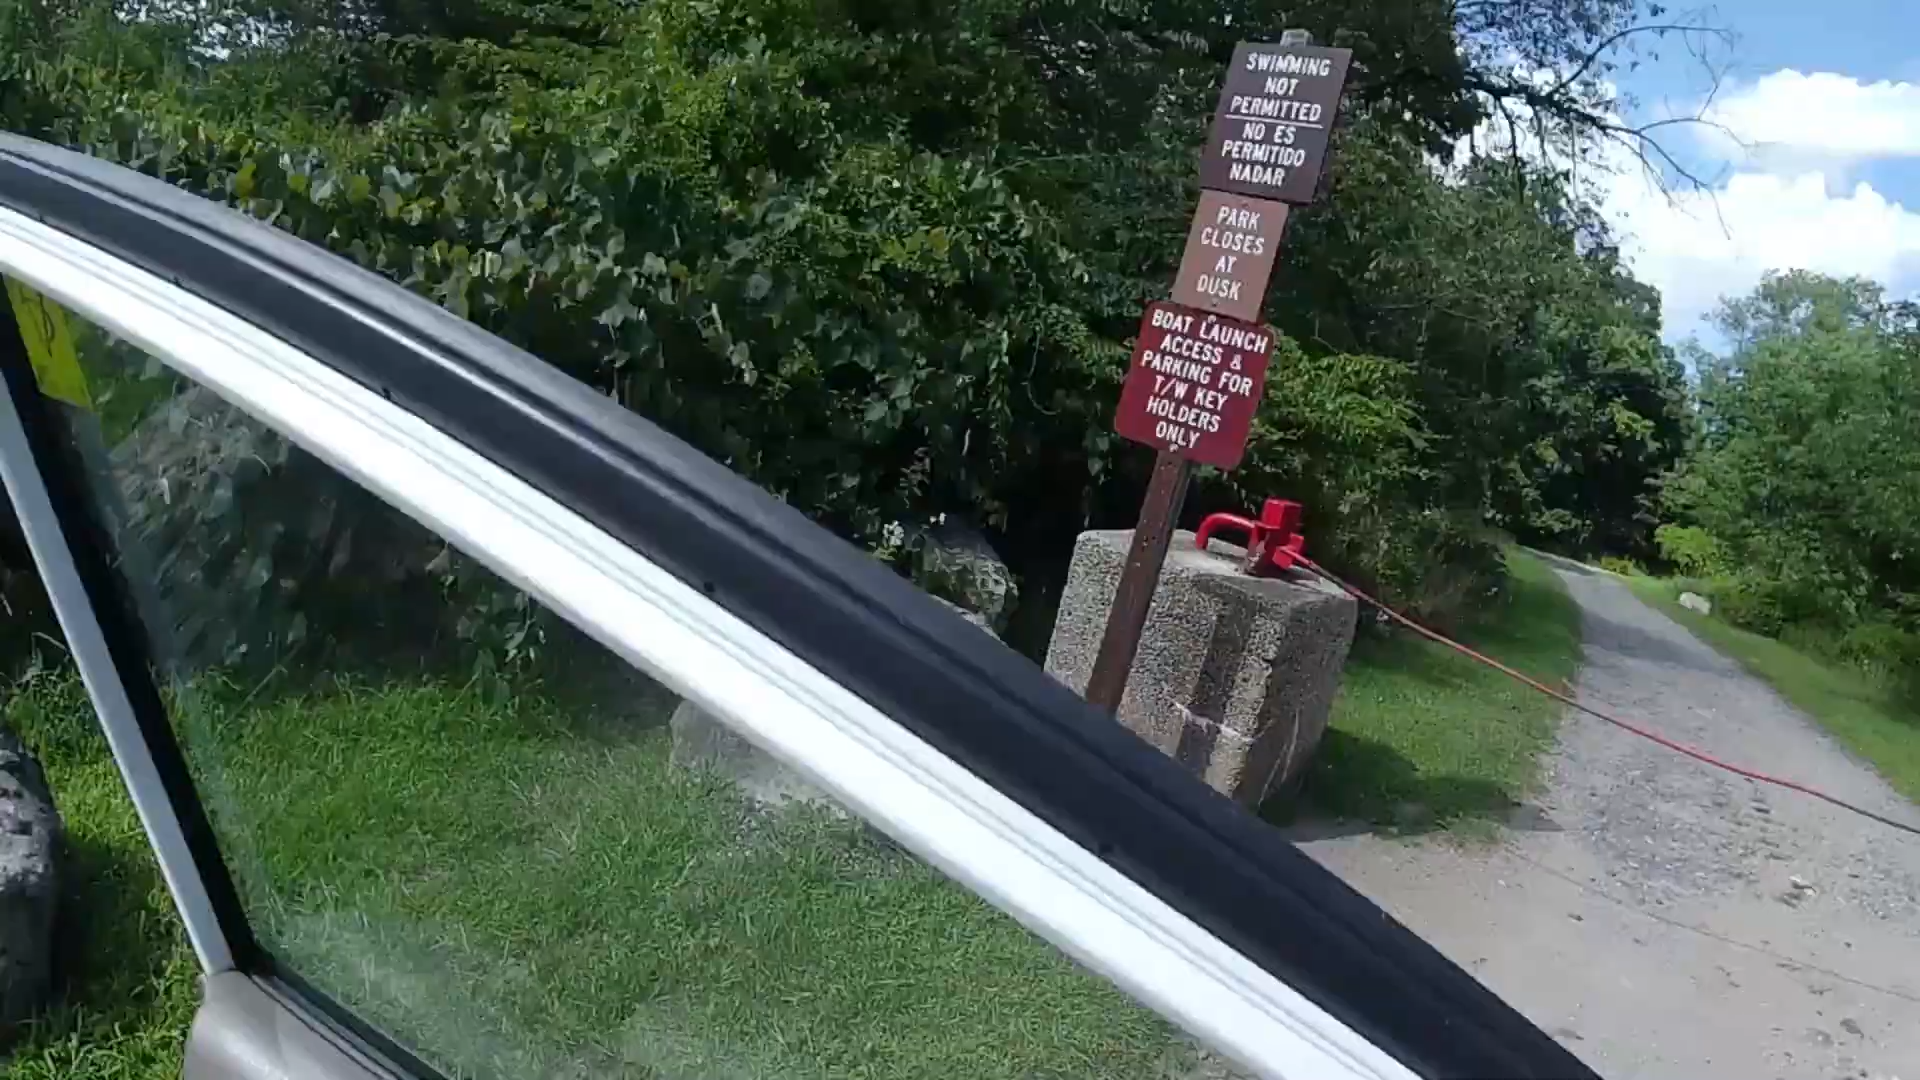 SWIMMING
NOT
PERMITTED
NO ES
PERMITIDO
NADAR
PARK
CLOSES
AT
DUSK
BOAT LAUNCH
ACCESS &
PARKING FOR
T/W KEY
HOLDERS
ONLY